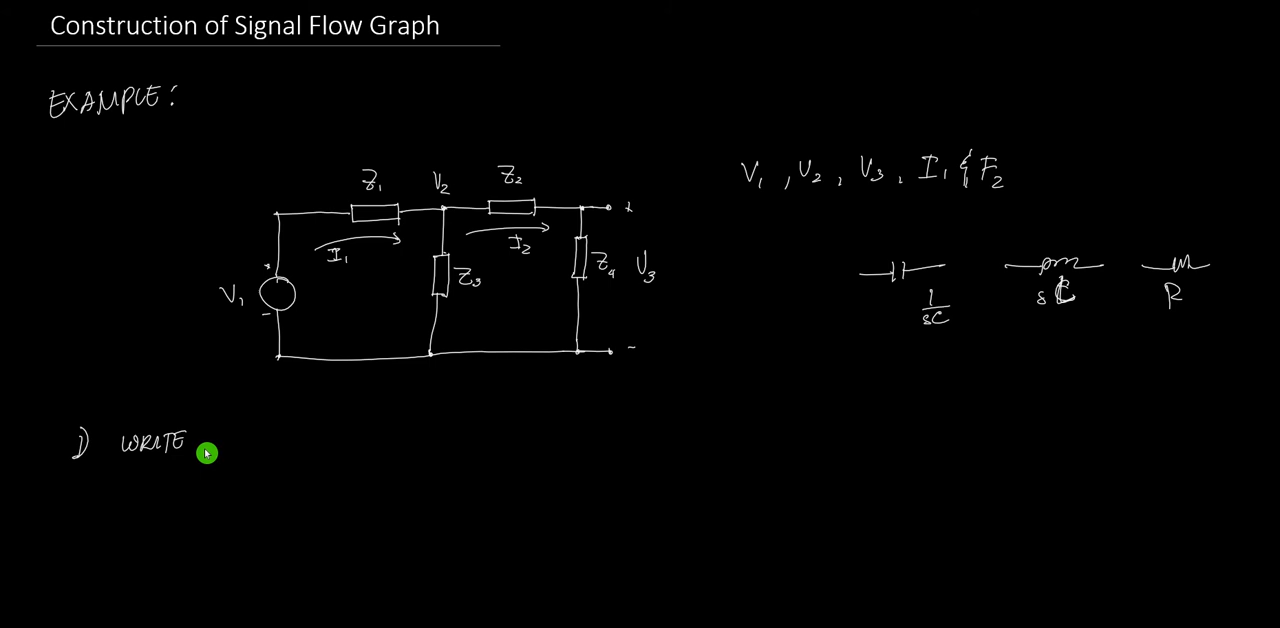 Construction of Signal Flow Graph
EXAMPLE:
Z₁
V₂
Z₂
V₁, V₂, V₃, I₁ & I₂
I₁
I₂
+
+
V₁
Z₃
Z₄
V₃
-
-
1/sC
sL
R
1) WRITE